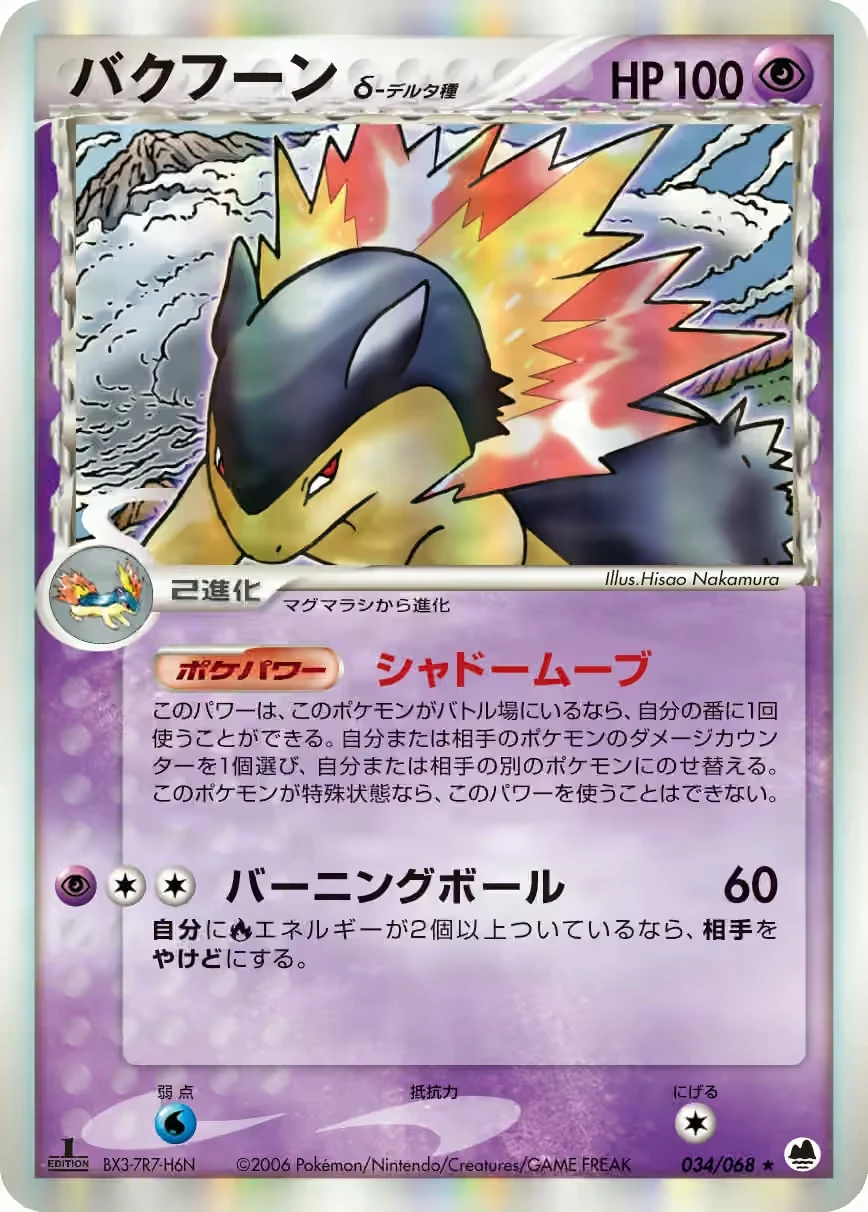 バクフーン δ-デルタ種 HP100
Illus.Hisao Nakamura
己進化 マグマラシから進化
ポケパワー シャドームーブ
このパワーは、このポケモンがバトル場にいるなら、自分の番に1回
使うことができる。自分または相手のポケモンのダメージカウン
ターを1個選び、自分または相手の別のポケモンにのせ替える。
このポケモンが特殊状態なら、このパワーを使うことはできない。
バーニングボール 60
自分にエネルギーが2個以上ついているなら、相手を
やけどにする。
弱点 抵抗力 にげる
1 EDITION BX3-7R7-H6N ©2006 Pokémon/Nintendo/Creatures/GAME FREAK 034/068 ★